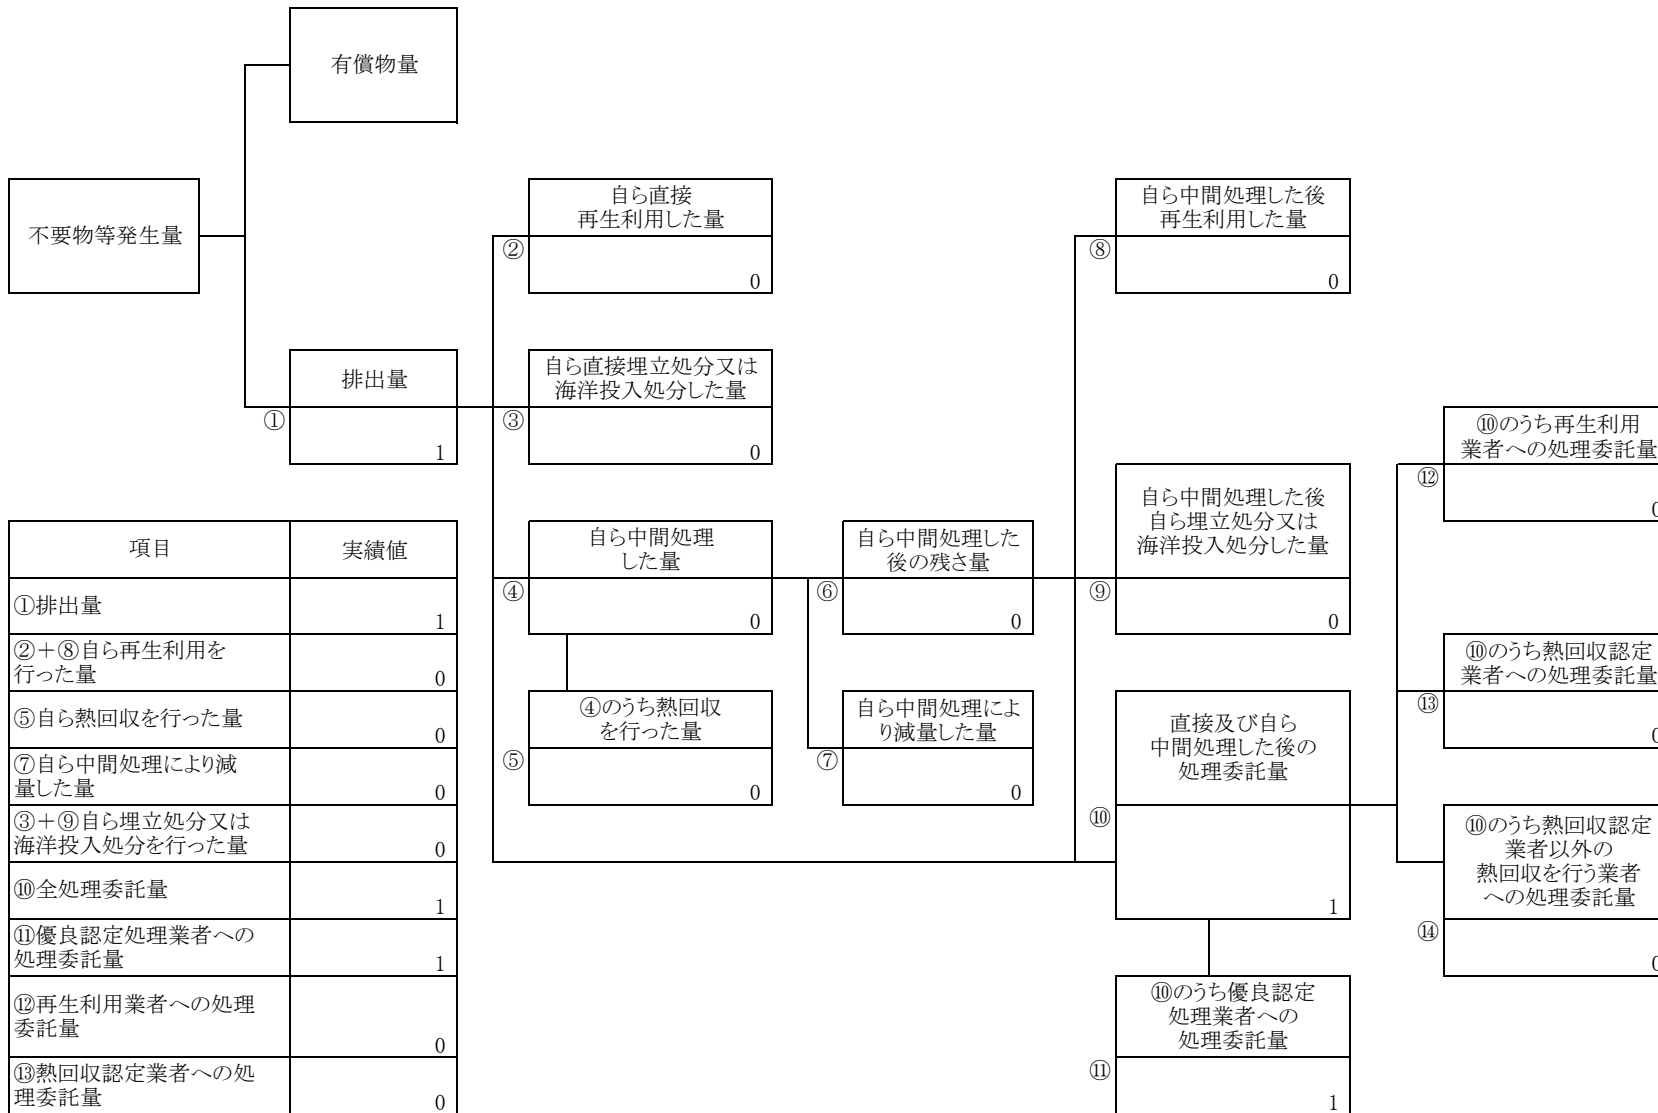 有償物量
不要物等発生量
自ら直接
再生利用した量
②
0
自ら中間処理した後
再生利用した量
⑧
0
排出量
①
1
自ら直接埋立処分又は
海洋投入処分した量
③
0
⑩のうち再生利用
業者への処理委託量
⑫
0
自ら中間処理した後
自ら埋立処分又は
海洋投入処分した量
⑨
0
自ら中間処理
した量
④
0
自ら中間処理した
後の残さ量
⑥
0
④のうち熱回収
を行った量
⑤
0
自ら中間処理によ
り減量した量
⑦
0
直接及び自ら
中間処理した後の
処理委託量
⑩
1
⑩のうち熱回収認定
業者への処理委託量
⑬
0
⑩のうち熱回収認定
業者以外の
熱回収を行う業者
への処理委託量
⑭
0
⑩のうち優良認定
処理業者への
処理委託量
⑪
1
項目 実績値
①排出量 1
②+⑧自ら再生利用を
行った量 0
⑤自ら熱回収を行った量 0
⑦自ら中間処理により減
量した量 0
③+⑨自ら埋立処分又は
海洋投入処分を行った量 0
⑩全処理委託量 1
⑪優良認定処理業者への
処理委託量 1
⑫再生利用業者への処理
委託量 0
⑬熱回収認定業者への処
理委託量 0